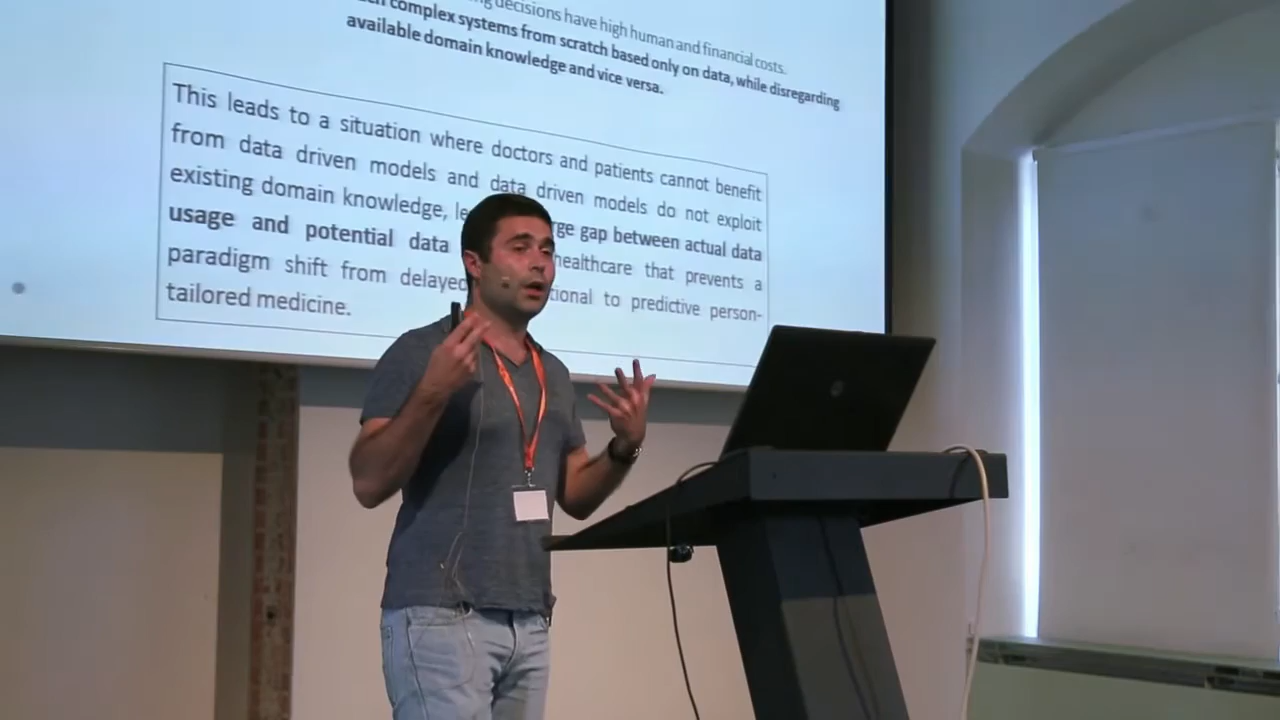 decisions have high human and financial costs.
complex systems from scratch based only on data, while disregarding
available domain knowledge and vice versa.
This leads to a situation where doctors and patients cannot benefit
from data driven models and data driven models do not exploit
existing domain knowledge, gap between actual data
usage and potential data healthcare that prevents a
paradigm shift from delayed to predictive person-
tailored medicine.